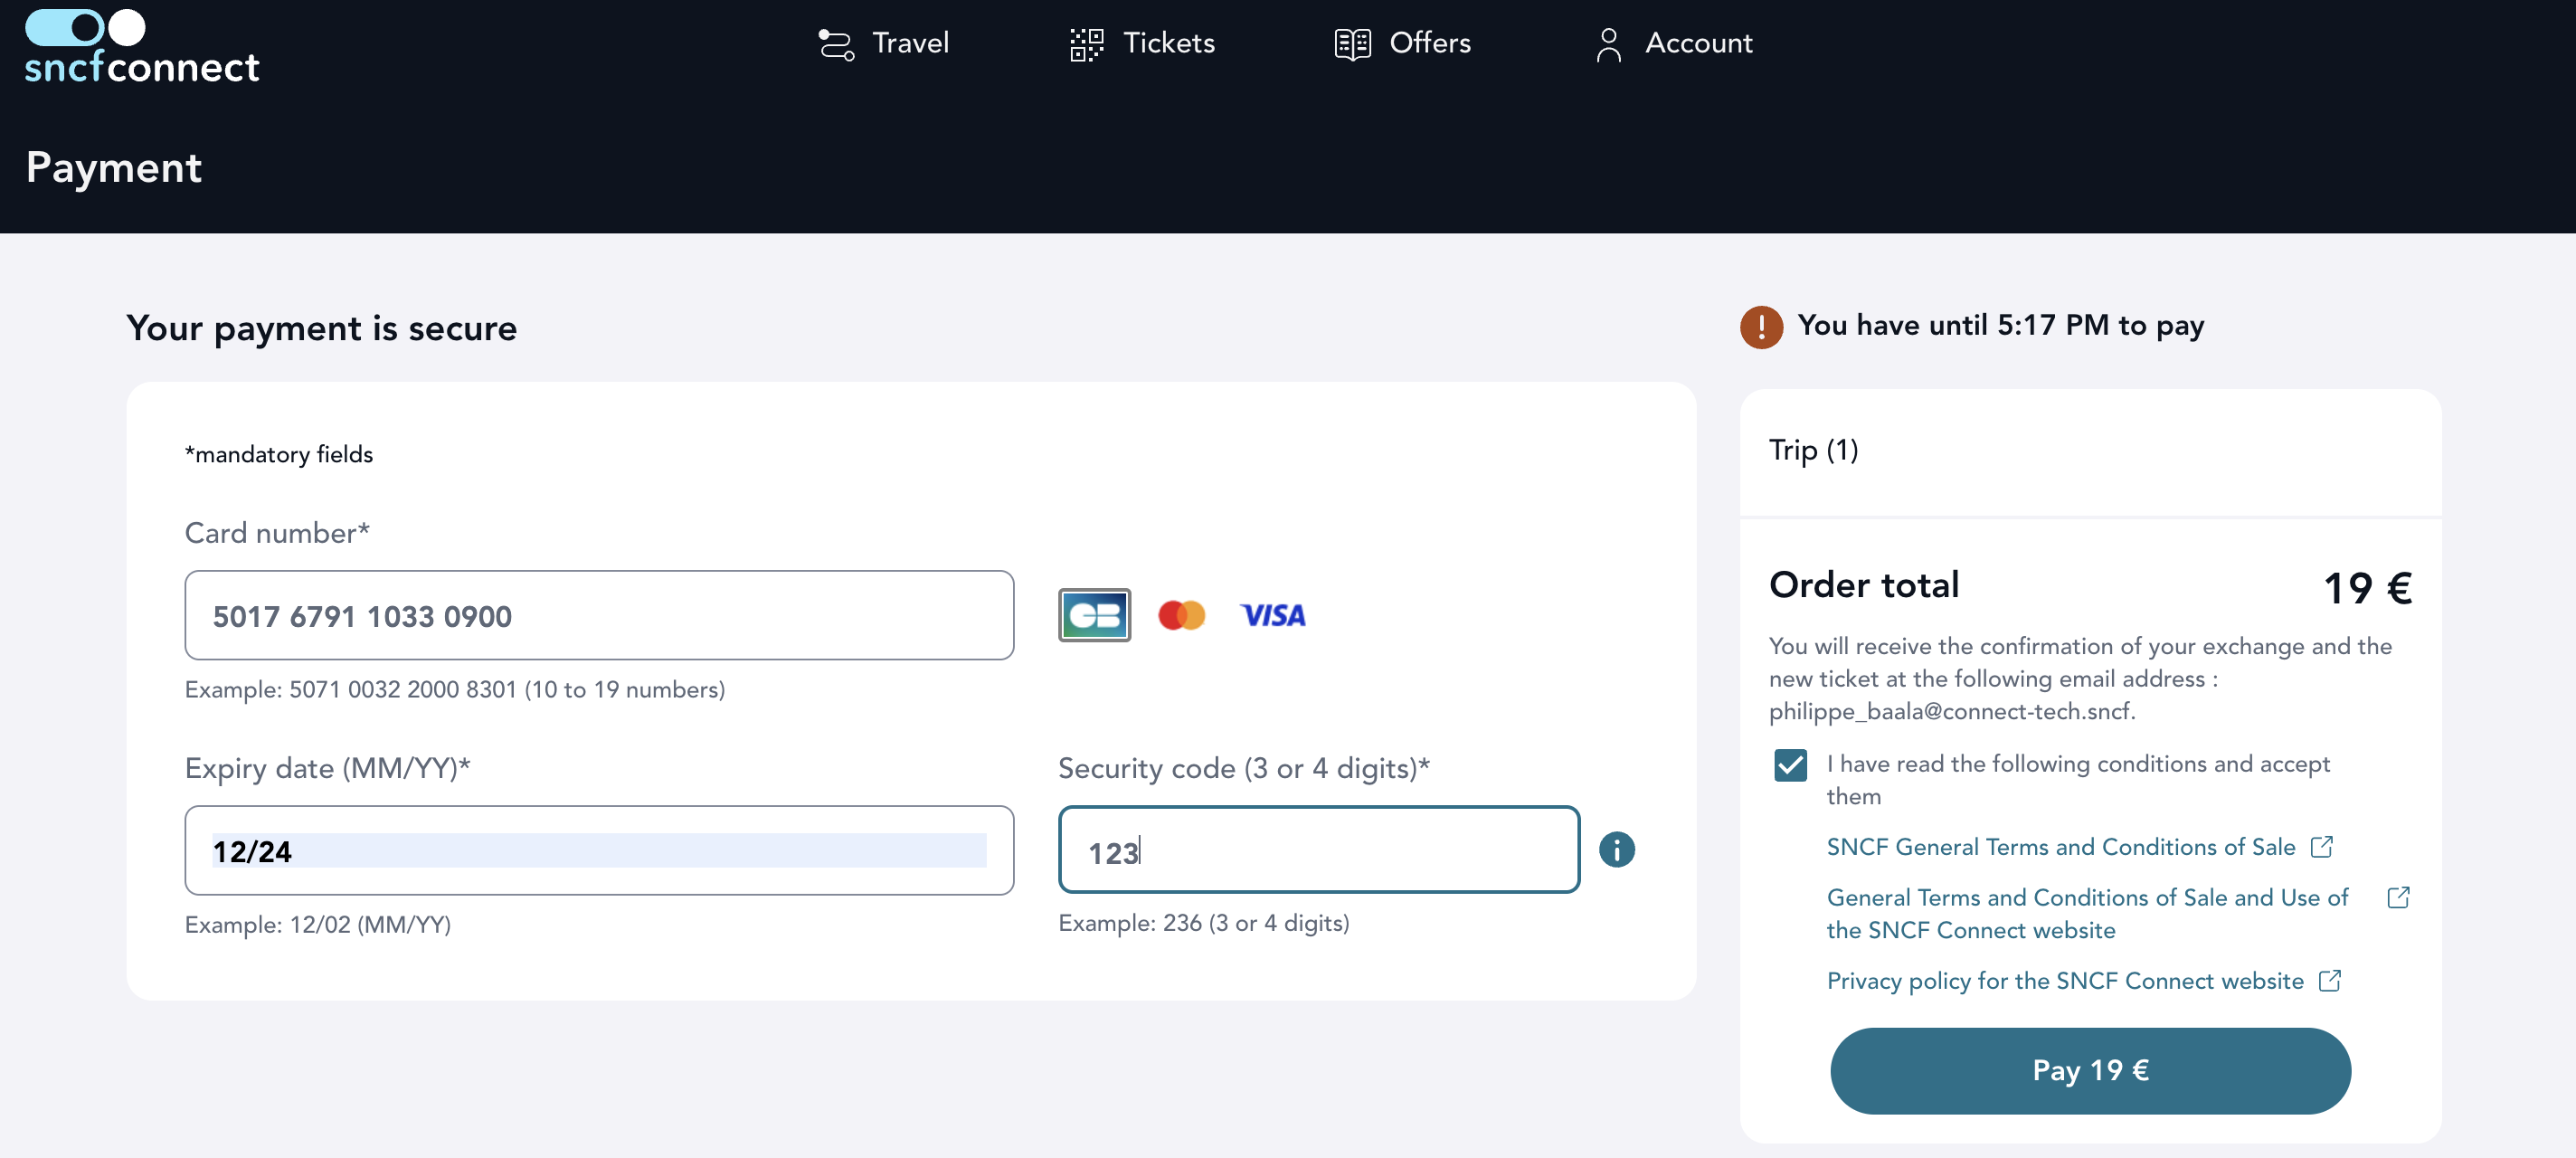 sncfconnect
Travel
Tickets
Offers
Account
Payment
Your payment is secure
*mandatory fields
Card number*
5017 6791 1033 0900
CB
VISA
Example: 5071 0032 2000 8301 (10 to 19 numbers)
Expiry date (MM/YY)*
12/24
Example: 12/02 (MM/YY)
Security code (3 or 4 digits)*
123
Example: 236 (3 or 4 digits)
You have until 5:17 PM to pay
Trip (1)
Order total
19 €
You will receive the confirmation of your exchange and the
new ticket at the following email address :
philippe_baala@connect-tech.sncf.
I have read the following conditions and accept
them
SNCF General Terms and Conditions of Sale
General Terms and Conditions of Sale and Use of
the SNCF Connect website
Privacy policy for the SNCF Connect website
Pay 19 €